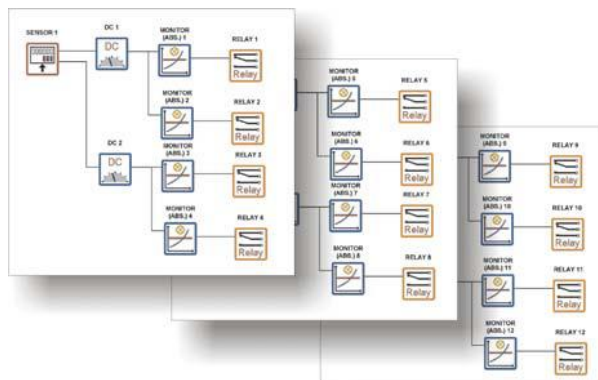 SENSOR 1
DC 1
DC
MONITOR
(ABS.) 1
RELAY 1
Relay
MONITOR
(ABS.) 2
RELAY 2
Relay
DC 2
DC
MONITOR
(ABS.) 3
RELAY 3
Relay
MONITOR
(ABS.) 4
RELAY 4
Relay
MONITOR
(ABS.) 5
RELAY 5
Relay
MONITOR
(ABS.) 6
RELAY 6
Relay
MONITOR
(ABS.) 7
RELAY 7
Relay
MONITOR
(ABS.) 8
RELAY 8
Relay
MONITOR
(ABS.) 9
RELAY 9
Relay
MONITOR
(ABS.) 10
RELAY 10
Relay
MONITOR
(ABS.) 11
RELAY 11
Relay
MONITOR
(ABS.) 12
RELAY 12
Relay